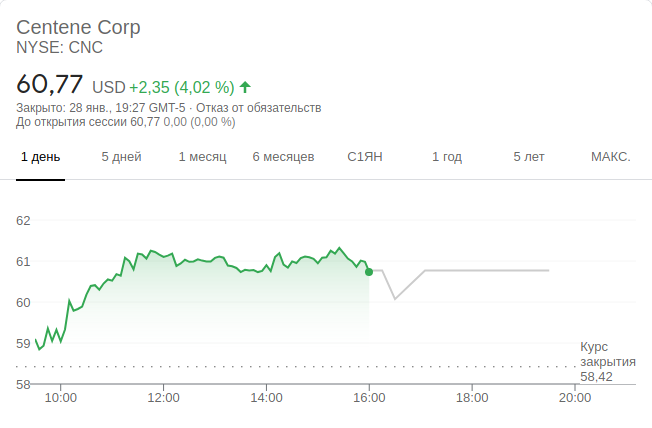 Centene Corp
NYSE: CNC
60,77 USD +2,35 (4,02 %)
Закрыто: 28 янв., 19:27 GMT-5 · Отказ от обязательств
До открытия сессии 60,77 0,00 (0,00 %)
1 день 5 дней 1 месяц 6 месяцев С1ЯН 1 год 5 лет МАКС.
62
61
60
59
Курс
закрытия
58,42
58
10:00 12:00 14:00 16:00 18:00 20:00